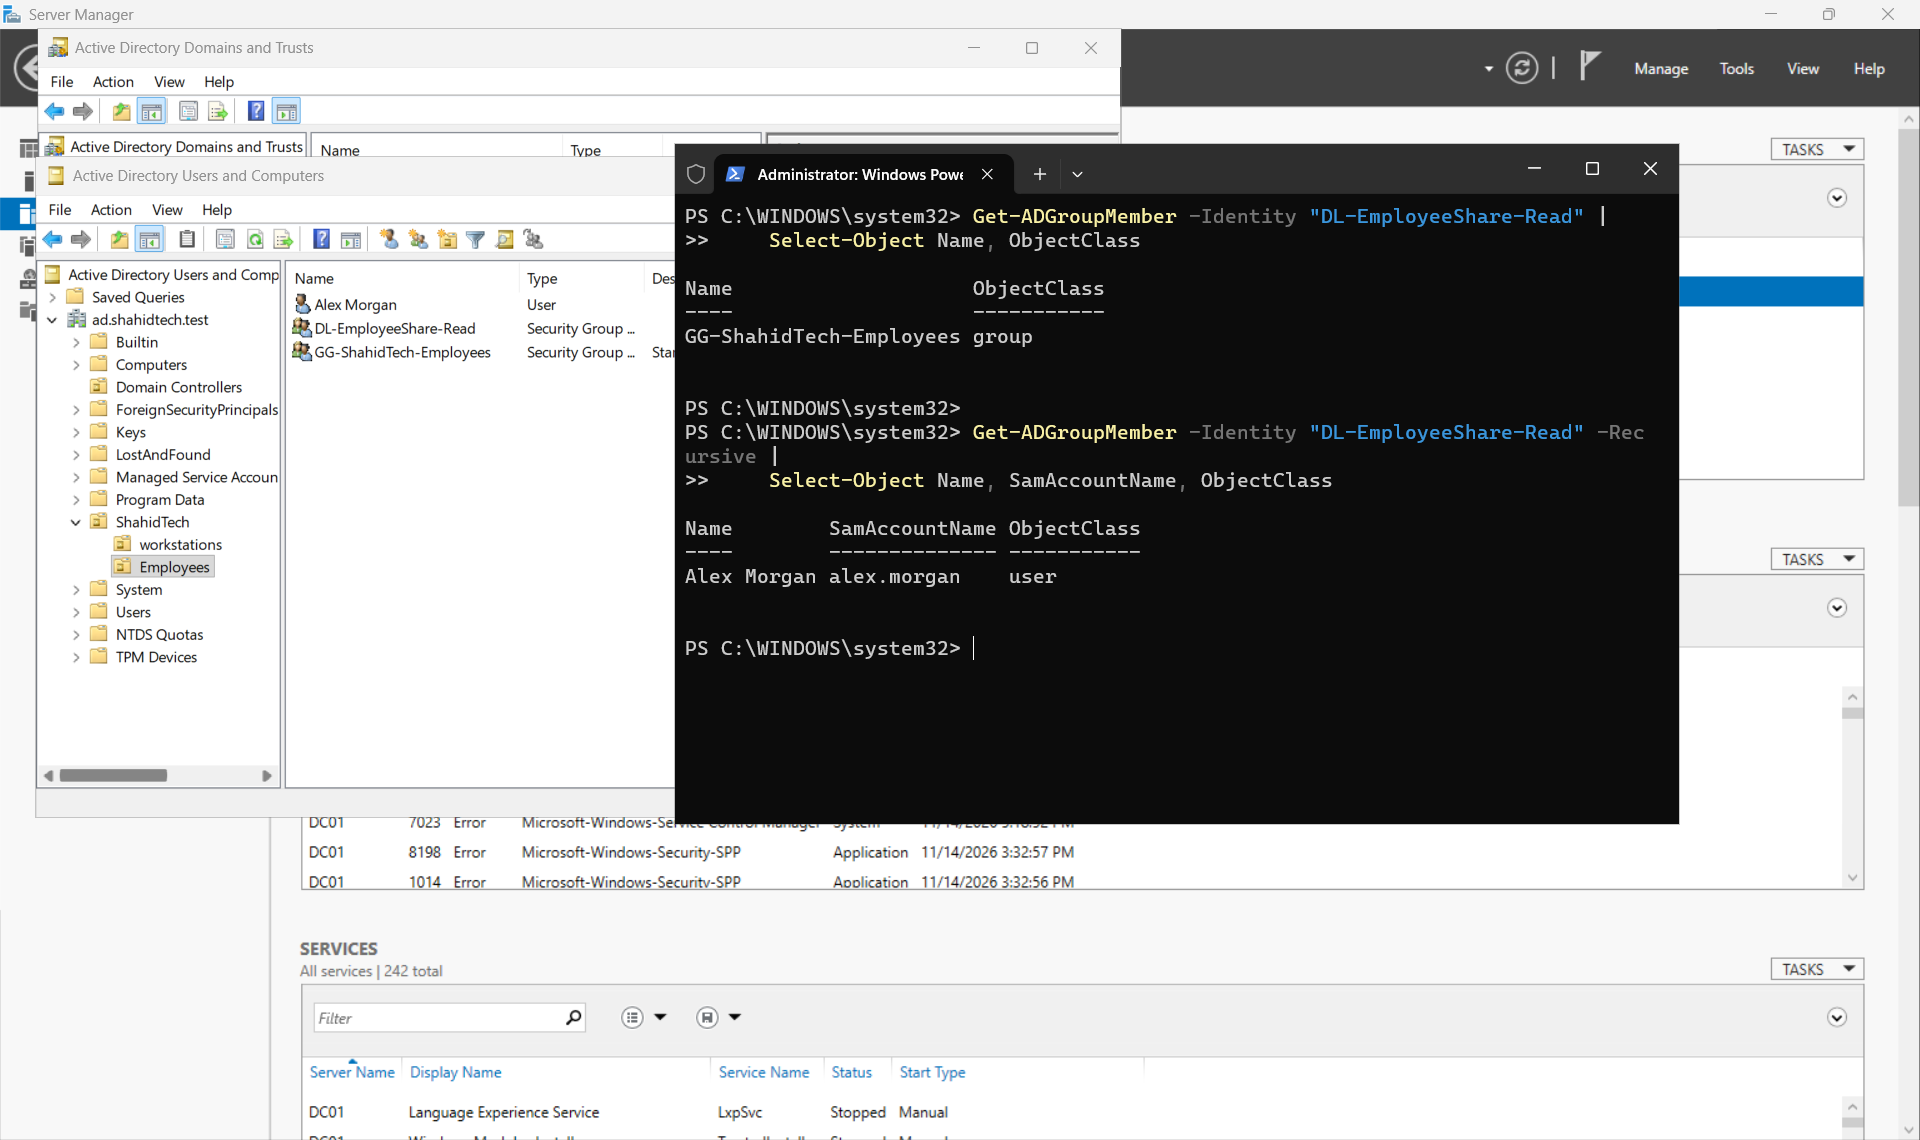 Server Manager
Active Directory Domains and Trusts
File Action View Help
Manage Tools View Help
Active Directory Domains and Trusts
Name Type
TASKS
Active Directory Users and Computers
File Action View Help
Active Directory Users and Comp
Saved Queries
ad.shahidtech.test
Builtin
Computers
Domain Controllers
ForeignSecurityPrincipals
Keys
LostAndFound
Managed Service Accoun
Program Data
ShahidTech
workstations
Employees
System
Users
NTDS Quotas
TPM Devices
Name Type Des
Alex Morgan User
DL-EmployeeShare-Read Security Group ...
GG-ShahidTech-Employees Security Group ... Sta
Administrator: Windows Powe
PS C:\WINDOWS\system32> Get-ADGroupMember -Identity "DL-EmployeeShare-Read" |
>> Select-Object Name, ObjectClass
Name ObjectClass
---- -----------
GG-ShahidTech-Employees group
PS C:\WINDOWS\system32>
PS C:\WINDOWS\system32> Get-ADGroupMember -Identity "DL-EmployeeShare-Read" -Rec
ursive |
>> Select-Object Name, SamAccountName, ObjectClass
Name SamAccountName ObjectClass
---- -------------- -----------
Alex Morgan alex.morgan user
PS C:\WINDOWS\system32>
TASKS
DC01 7023 Error Microsoft-Windows-Service Control Manager System
DC01 8198 Error Microsoft-Windows-Security-SPP Application 11/14/2026 3:32:57 PM
DC01 1014 Error Microsoft-Windows-Security-SPP Application 11/14/2026 3:32:56 PM
SERVICES
All services | 242 total
TASKS
Filter
Server Name Display Name Service Name Status Start Type
DC01 Language Experience Service LxpSvc Stopped Manual